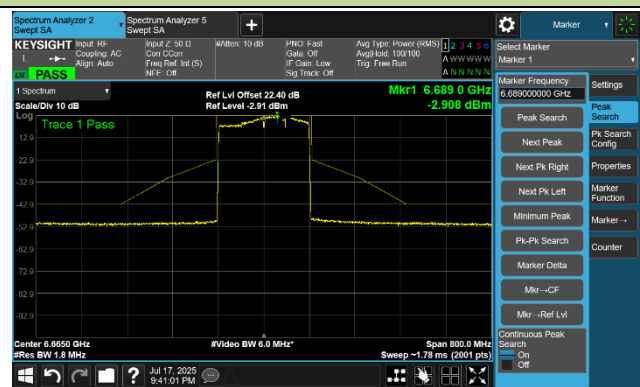 Spectrum Analyzer 2
Swept SA
Spectrum Analyzer 5
Swept SA
+
Marker
KEYSIGHT
Input: RF
Coupling: AC
Align: Auto
Input Z: 50 Ω
Corr CCorr
Freq Ref: Int (S)
NFE: Off
#Atten: 10 dB
PNO: Fast
Gate: Off
IF Gain: Low
Sig Track: Off
Avg Type: Power (RMS)
Avg|Hold: 100/100
Trig: Free Run
1 2 3 4 5 6
A W W W W W
A N N N N N
L
LXI
PASS
Select Marker
Marker 1
1 Spectrum
Scale/Div 10 dB
Ref Lvl Offset 22.40 dB
Ref Level -2.91 dBm
Mkr1 6.689 0 GHz
-2.908 dBm
Log
Trace 1 Pass
-12.9
-22.9
-32.9
-42.9
-52.9
-62.9
-72.9
-82.9
-92.9
Center 6.6650 GHz
#Res BW 1.8 MHz
#Video BW 6.0 MHz*
Span 800.0 MHz
Sweep ~1.78 ms (2001 pts)
Marker Frequency
6.689000000 GHz
Peak Search
Next Peak
Next Pk Right
Next Pk Left
Minimum Peak
Pk-Pk Search
Marker Delta
Mkr→CF
Mkr→Ref Lvl
Continuous Peak
Search
On
Off
Settings
Peak
Search
Pk Search
Config
Properties
Marker
Function
Marker→
Counter
?
Jul 17, 2025
9:41:01 PM